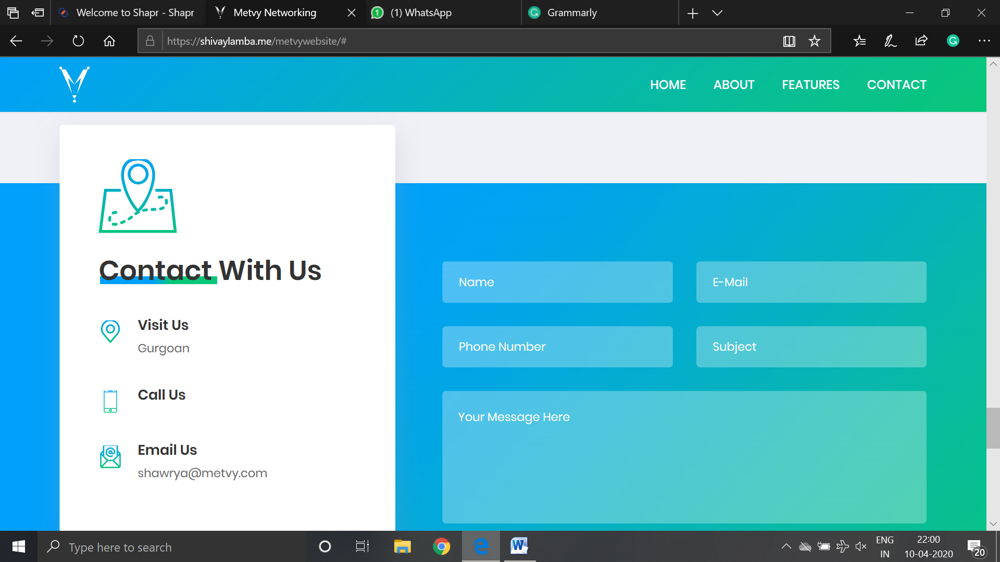 Welcome to Shapr - Shapr
Metvy Networking
(1) WhatsApp
Grammarly
https://shivaylamba.me/metvywebsite/#
HOME ABOUT FEATURES CONTACT
Contact With Us
Visit Us
Gurgoan
Call Us
Email Us
shawrya@metvy.com
Name
E-Mail
Phone Number
Subject
Your Message Here
Type here to search
ENG
IN
22:00
10-04-2020
20